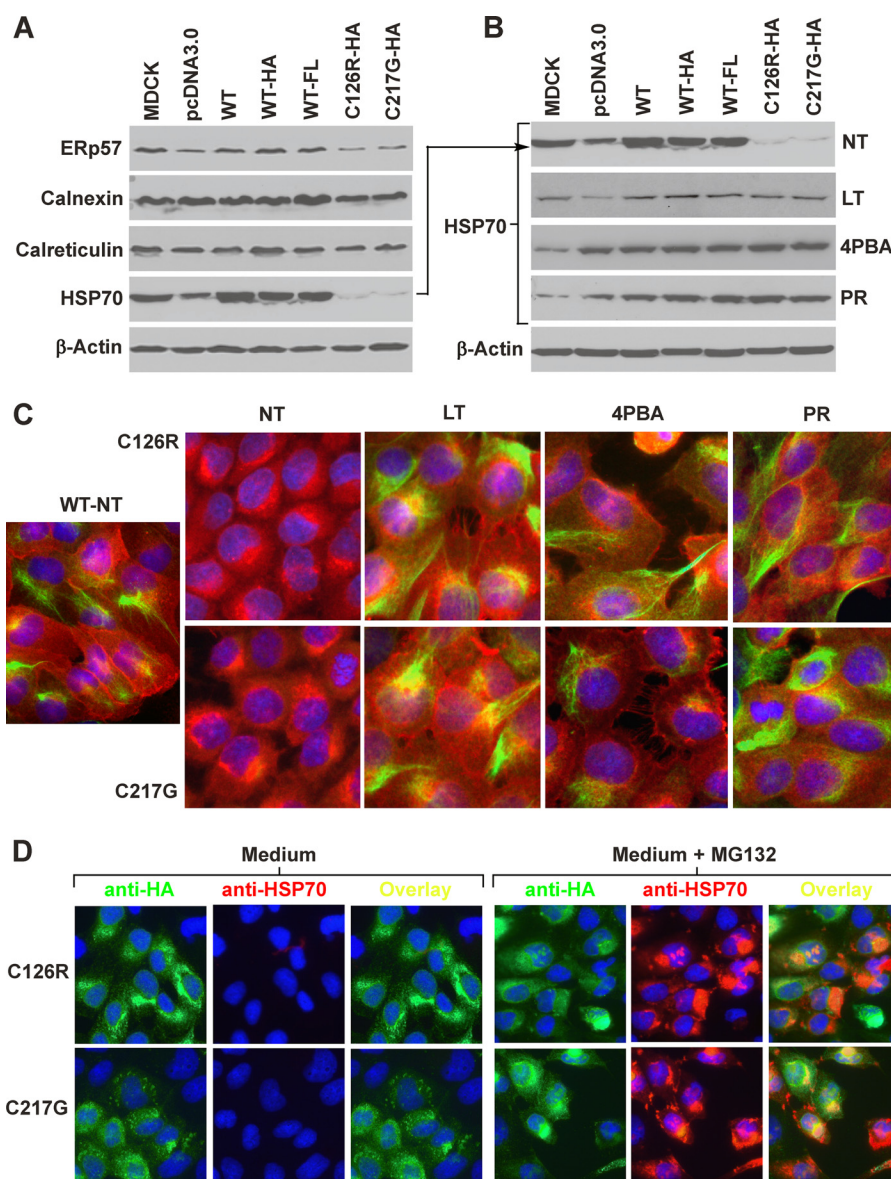 A
B
MDCK
pcDNA3.0
WT
WT-HA
WT-FL
C126R-HA
C217G-HA
MDCK
pcDNA3.0
WT
WT-HA
WT-FL
C126R-HA
C217G-HA
ERp57
Calnexin
Calreticulin
HSP70
β-Actin
HSP70
NT
LT
4PBA
PR
β-Actin
C
NT LT 4PBA PR
C126R
WT-NT
C217G
D
Medium Medium + MG132
anti-HA anti-HSP70 Overlay anti-HA anti-HSP70 Overlay
C126R
C217G